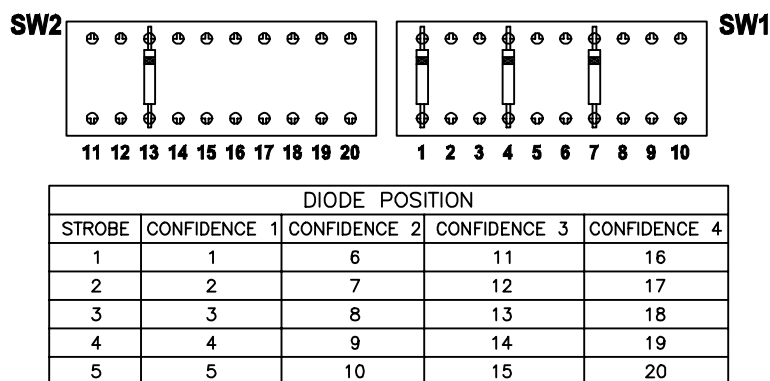 SW2 SW1
11 12 13 14 15 16 17 18 19 20 1 2 3 4 5 6 7 8 9 10
DIODE POSITION
STROBE CONFIDENCE 1 CONFIDENCE 2 CONFIDENCE 3 CONFIDENCE 4
1 1 6 11 16
2 2 7 12 17
3 3 8 13 18
4 4 9 14 19
5 5 10 15 20